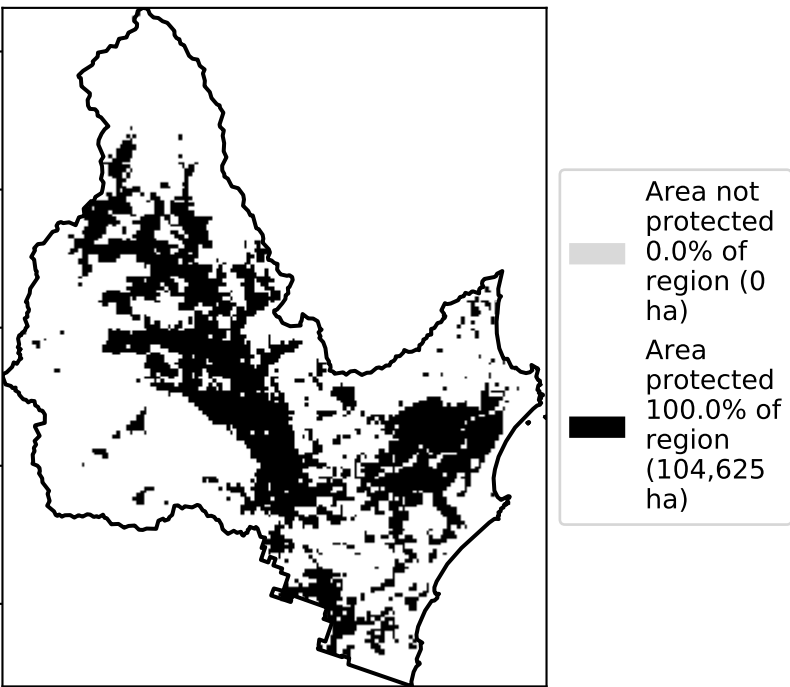 Area not
protected
0.0% of
region (0
ha)
Area
protected
100.0% of
region
(104,625
ha)